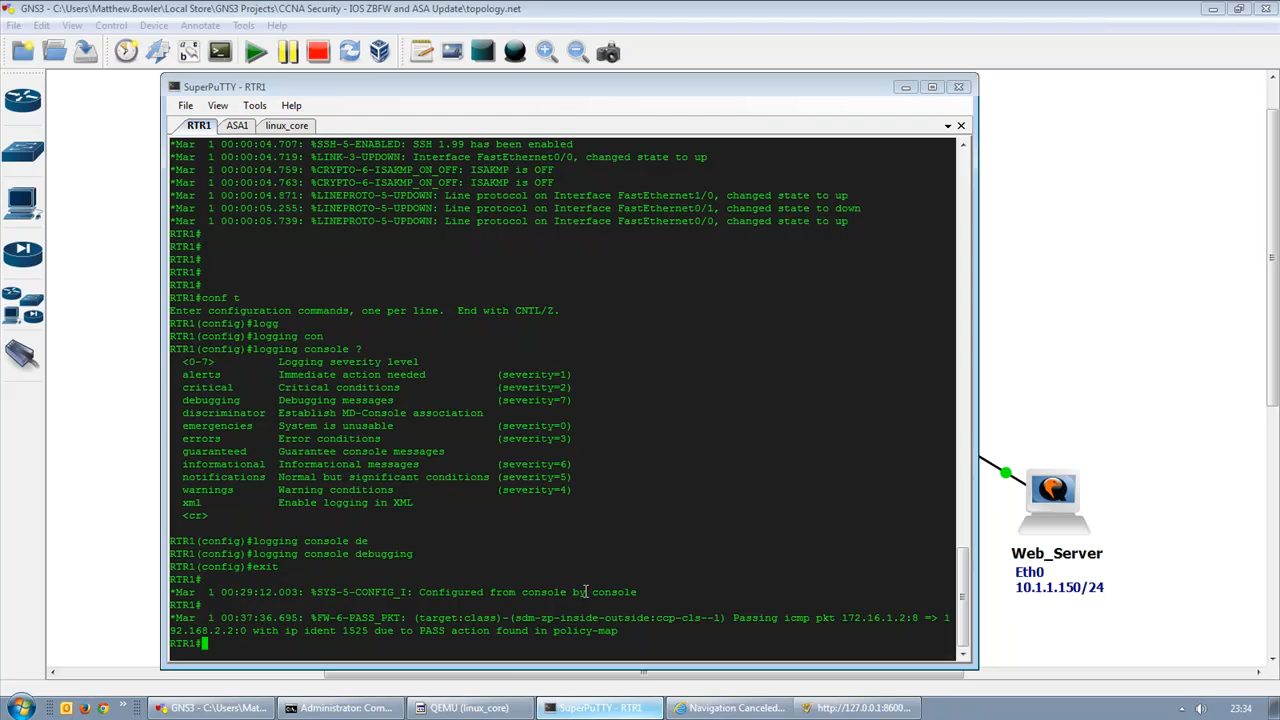 GNS3 - C:\Users\Matthew.Bowler\Local Store\GNS3 Projects\CCNA Security - IOS ZBFW and ASA Update\topology.net
File Edit View Control Device Annotate Tools Help
SuperPuTTY - RTR1
File View Tools Help
RTR1 ASA1 linux_core
*Mar  1 00:00:04.707: %SSH-5-ENABLED: SSH 1.99 has been enabled
*Mar  1 00:00:04.719: %LINK-3-UPDOWN: Interface FastEthernet0/0, changed state to up
*Mar  1 00:00:04.759: %CRYPTO-6-ISAKMP_ON_OFF: ISAKMP is OFF
*Mar  1 00:00:04.763: %CRYPTO-6-ISAKMP_ON_OFF: ISAKMP is OFF
*Mar  1 00:00:04.871: %LINEPROTO-5-UPDOWN: Line protocol on Interface FastEthernet1/1, changed state to up
*Mar  1 00:00:05.255: %LINEPROTO-5-UPDOWN: Line protocol on Interface FastEthernet0/1, changed state to down
*Mar  1 00:00:05.739: %LINEPROTO-5-UPDOWN: Line protocol on Interface FastEthernet0/0, changed state to up
RTR1#
RTR1#
RTR1#
RTR1#
RTR1#
RTR1#conf t
Enter configuration commands, one per line.  End with CNTL/Z.
RTR1(config)#logg
RTR1(config)#logging con
RTR1(config)#logging console ?
<0-7> Logging severity level
alerts Immediate action needed (severity=1)
critical Critical conditions (severity=2)
debugging Debugging messages (severity=7)
discriminator Establish MD-Console association
emergencies System is unusable (severity=0)
errors Error conditions (severity=3)
guaranteed Guarantee console messages
informational Informational messages (severity=6)
notifications Normal but significant conditions (severity=5)
warnings Warning conditions (severity=4)
xml Enable logging in XML
<cr>
RTR1(config)#logging console de
RTR1(config)#logging console debugging
RTR1(config)#exit
RTR1#
*Mar  1 00:29:12.003: %SYS-5-CONFIG_I: Configured from console by console
RTR1#
*Mar  1 00:37:36.695: %FW-6-PASS_PKT: (target:class)-(sdm-zp-inside-outside:ccp-cls--1) Passing icmp pkt 172.16.1.2:8 => 1
92.168.2.2:0 with ip ident 1525 due to PASS action found in policy-map
RTR1#
Web_Server
Eth0
10.1.1.150/24
GNS3 - C:\Users\Mat... Administrator: Com... QEMU (linux_core) SuperPuTTY - RTR1 Navigation Canceled... http://127.0.0.1:8600... 23:34